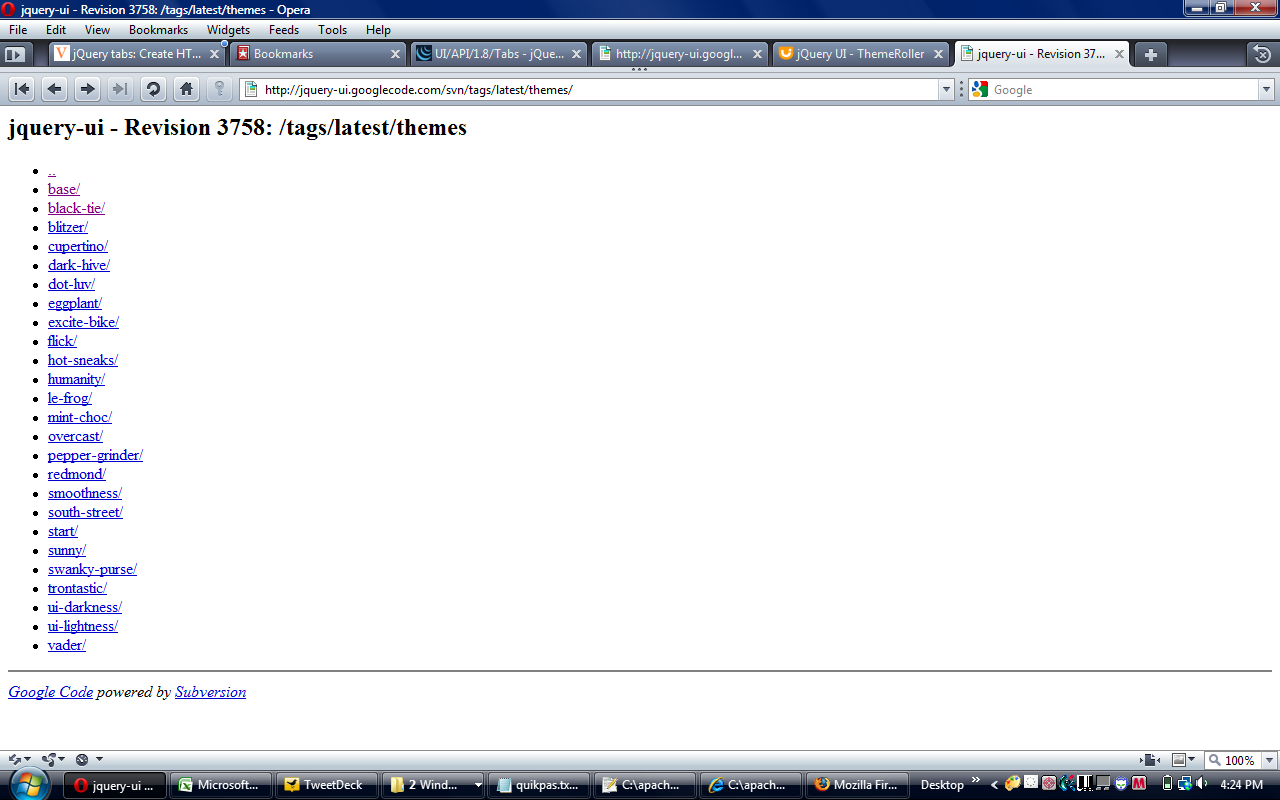 jquery-ui - Revision 3758: /tags/latest/themes - Opera
File Edit View Bookmarks Widgets Feeds Tools Help
jQuery tabs: Create HT... Bookmarks UI/API/1.8/Tabs - jQue... http://jquery-ui.googl... jQuery UI - ThemeRoller jquery-ui - Revision 37...
http://jquery-ui.googlecode.com/svn/tags/latest/themes/ Google
jquery-ui - Revision 3758: /tags/latest/themes
..
base/
black-tie/
blitzer/
cupertino/
dark-hive/
dot-luv/
eggplant/
excite-bike/
flick/
hot-sneaks/
humanity/
le-frog/
mint-choc/
overcast/
pepper-grinder/
redmond/
smoothness/
south-street/
start/
sunny/
swanky-purse/
trontastic/
ui-darkness/
ui-lightness/
vader/
Google Code powered by Subversion
100%
jquery-ui ... Microsoft... TweetDeck 2 Wind... quikpas.tx... C:\apach... C:\apach... Mozilla Fir... Desktop 4:24 PM